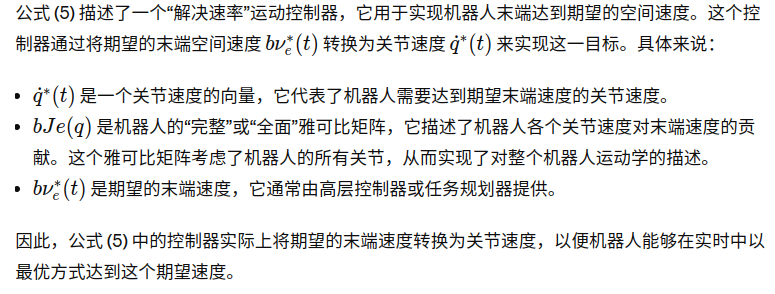 公式 (5) 描述了一个“解决速率”运动控制器，它用于实现机器人末端达到期望的空间速度。这个控
制器通过将期望的末端空间速度 bνₑ*(t) 转换为关节速度 q̇*(t) 来实现这一目标。具体来说：
• q̇*(t) 是一个关节速度的向量，它代表了机器人需要达到期望末端速度的关节速度。
• bJe(q) 是机器人的“完整”或“全面”雅可比矩阵，它描述了机器人各个关节速度对末端速度的贡
献。这个雅可比矩阵考虑了机器人的所有关节，从而实现了对整个机器人运动学的描述。
• bνₑ*(t) 是期望的末端速度，它通常由高层控制器或任务规划器提供。
因此，公式 (5) 中的控制器实际上将期望的末端速度转换为关节速度，以便机器人能够在实时中以
最优方式达到这个期望速度。